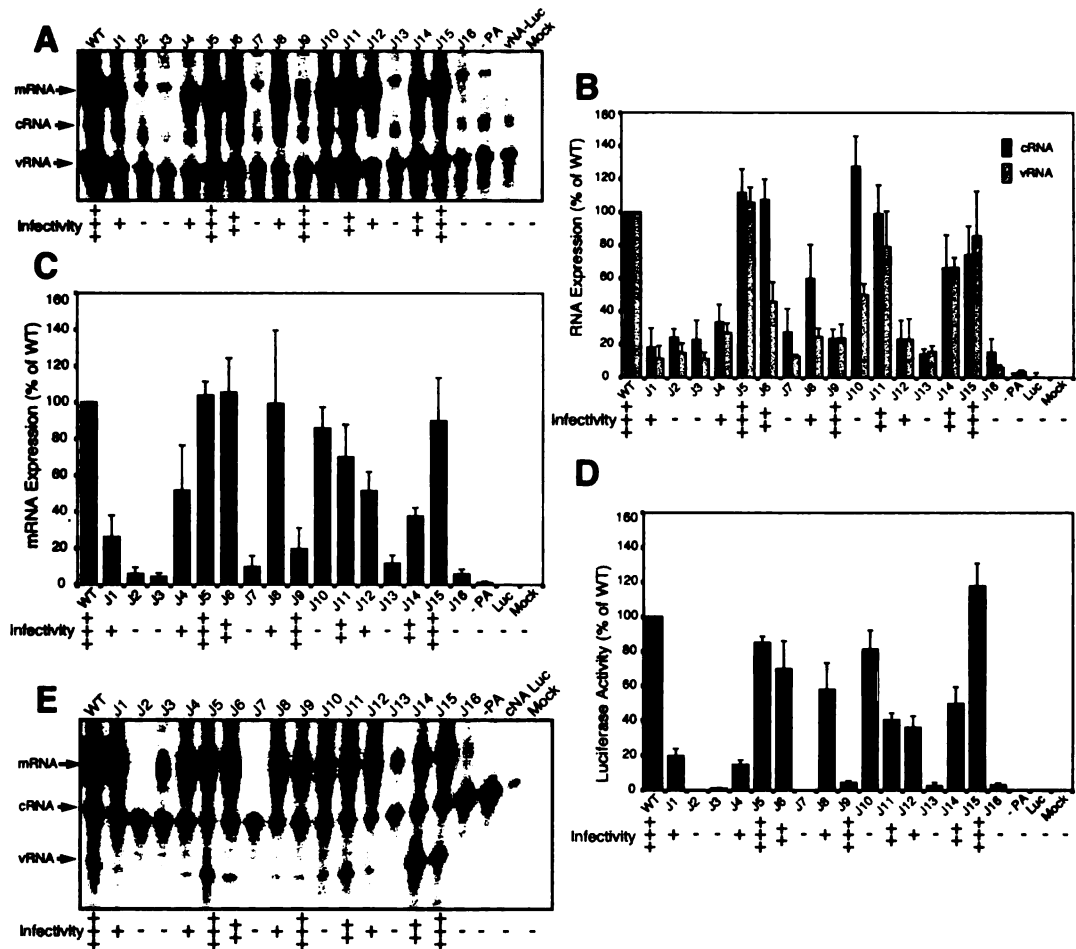 A
WT J1 J2 J3 J4 J5 J6 J7 J8 J9 J10 J11 J12 J13 J14 J15 J16 - PA vNA-Luc Mock
mRNA
cRNA
vRNA
Infectivity +++ + - - + +++ ++ - + +++ - ++ + - ++ +++ - - - -
B
RNA Expression (% of WT)
160
140
120
100
80
60
40
20
0
cRNA
vRNA
WT J1 J2 J3 J4 J5 J6 J7 J8 J9 J10 J11 J12 J13 J14 J15 J16 - PA Luc Mock
Infectivity +++ + - - + +++ ++ - + +++ - ++ + - ++ +++ - - - -
C
mRNA Expression (% of WT)
160
140
120
100
80
60
40
20
0
WT J1 J2 J3 J4 J5 J6 J7 J8 J9 J10 J11 J12 J13 J14 J15 J16 - PA Luc Mock
Infectivity +++ + - - + +++ ++ - + +++ - ++ + - ++ +++ - - - -
D
Luciferase Activity (% of WT)
160
140
120
100
80
60
40
20
0
WT J1 J2 J3 J4 J5 J6 J7 J8 J9 J10 J11 J12 J13 J14 J15 J16 - PA Luc Mock
Infectivity +++ + - - + +++ ++ - + +++ - ++ + - ++ +++ - - - -
E
WT J1 J2 J3 J4 J5 J6 J7 J8 J9 J10 J11 J12 J13 J14 J15 J16 -PA cNA Luc Mock
mRNA
cRNA
vRNA
Infectivity +++ + - - + +++ ++ - + +++ - ++ + - ++ +++ - - - -